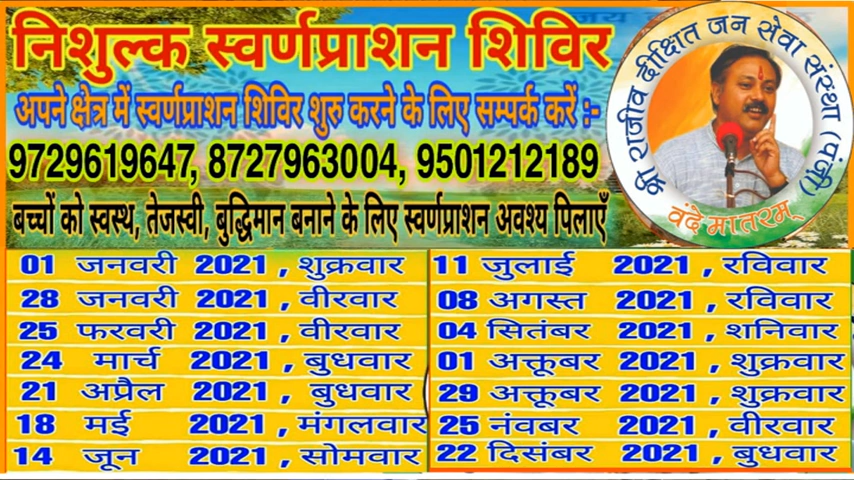 निशुल्क स्वर्णप्राशन शिविर
अपने क्षेत्र में स्वर्णप्राशन शिविर शुरु करने के लिए सम्पर्क करें :-
9729619647, 8727963004, 9501212189
बच्चों को स्वस्थ, तेजस्वी, बुद्धिमान बनाने के लिए स्वर्णप्राशन अवश्य पिलाएँ
श्री राजीव दीक्षित जन सेवा संस्था (पंजी)
वंदे मातरम्
01 जनवरी 2021 , शुक्रवार
28 जनवरी 2021 , वीरवार
25 फरवरी 2021 , वीरवार
24 मार्च 2021 , बुधवार
21 अप्रैल 2021 , बुधवार
18 मई 2021 , मंगलवार
14 जून 2021 , सोमवार
11 जुलाई 2021 , रविवार
08 अगस्त 2021 , रविवार
04 सितंबर 2021 , शनिवार
01 अक्तूबर 2021 , शुक्रवार
29 अक्तूबर 2021 , शुक्रवार
25 नंवबर 2021 , वीरवार
22 दिसंबर 2021 , बुधवार